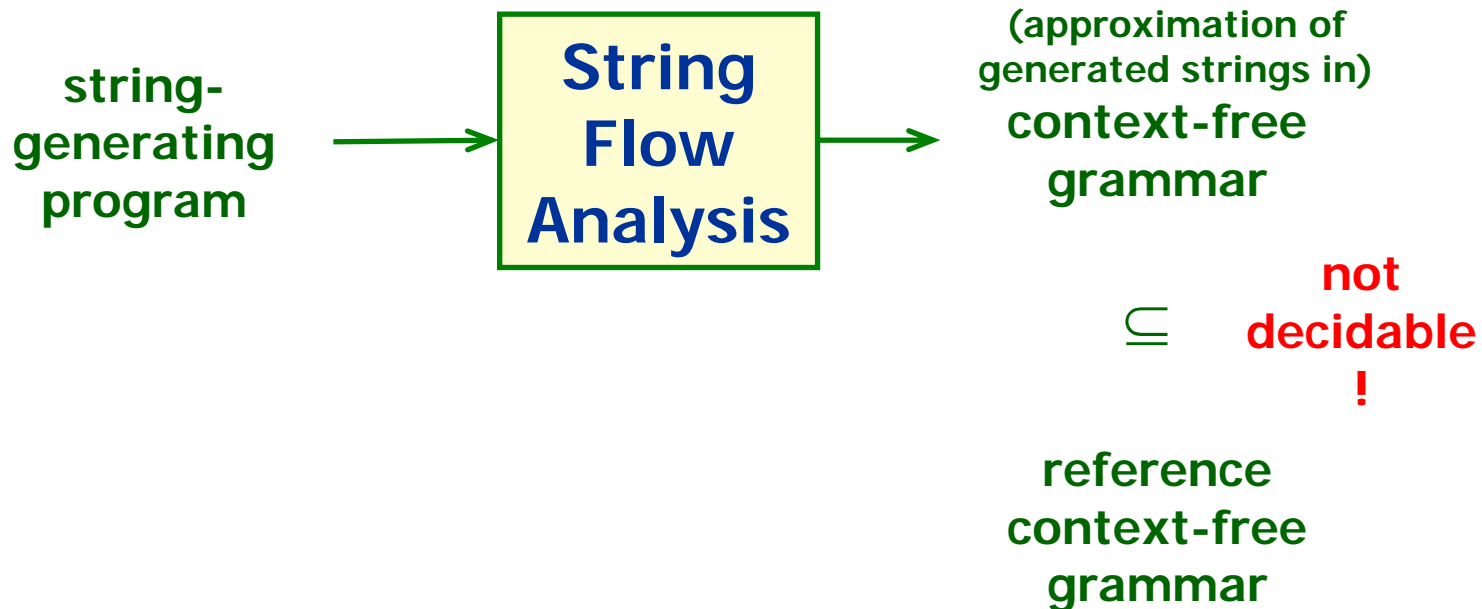 string-
generating
program
String
Flow
Analysis
(approximation of
generated strings in)
context-free
grammar
⊆
not
decidable
!
reference
context-free
grammar